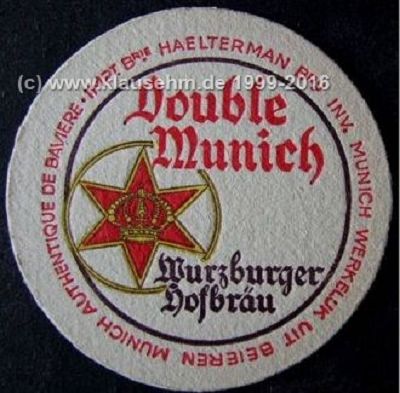 (c) www.klausehm.de 1999-2016
IMPORT BRIE HAELTERMAN BXL INV. MUNICH WERKELIJK UIT BEIEREN MUNICH AUTHENTIQUE DE BAVIERE
Double
Munich
Wurzburger
Hofbräu